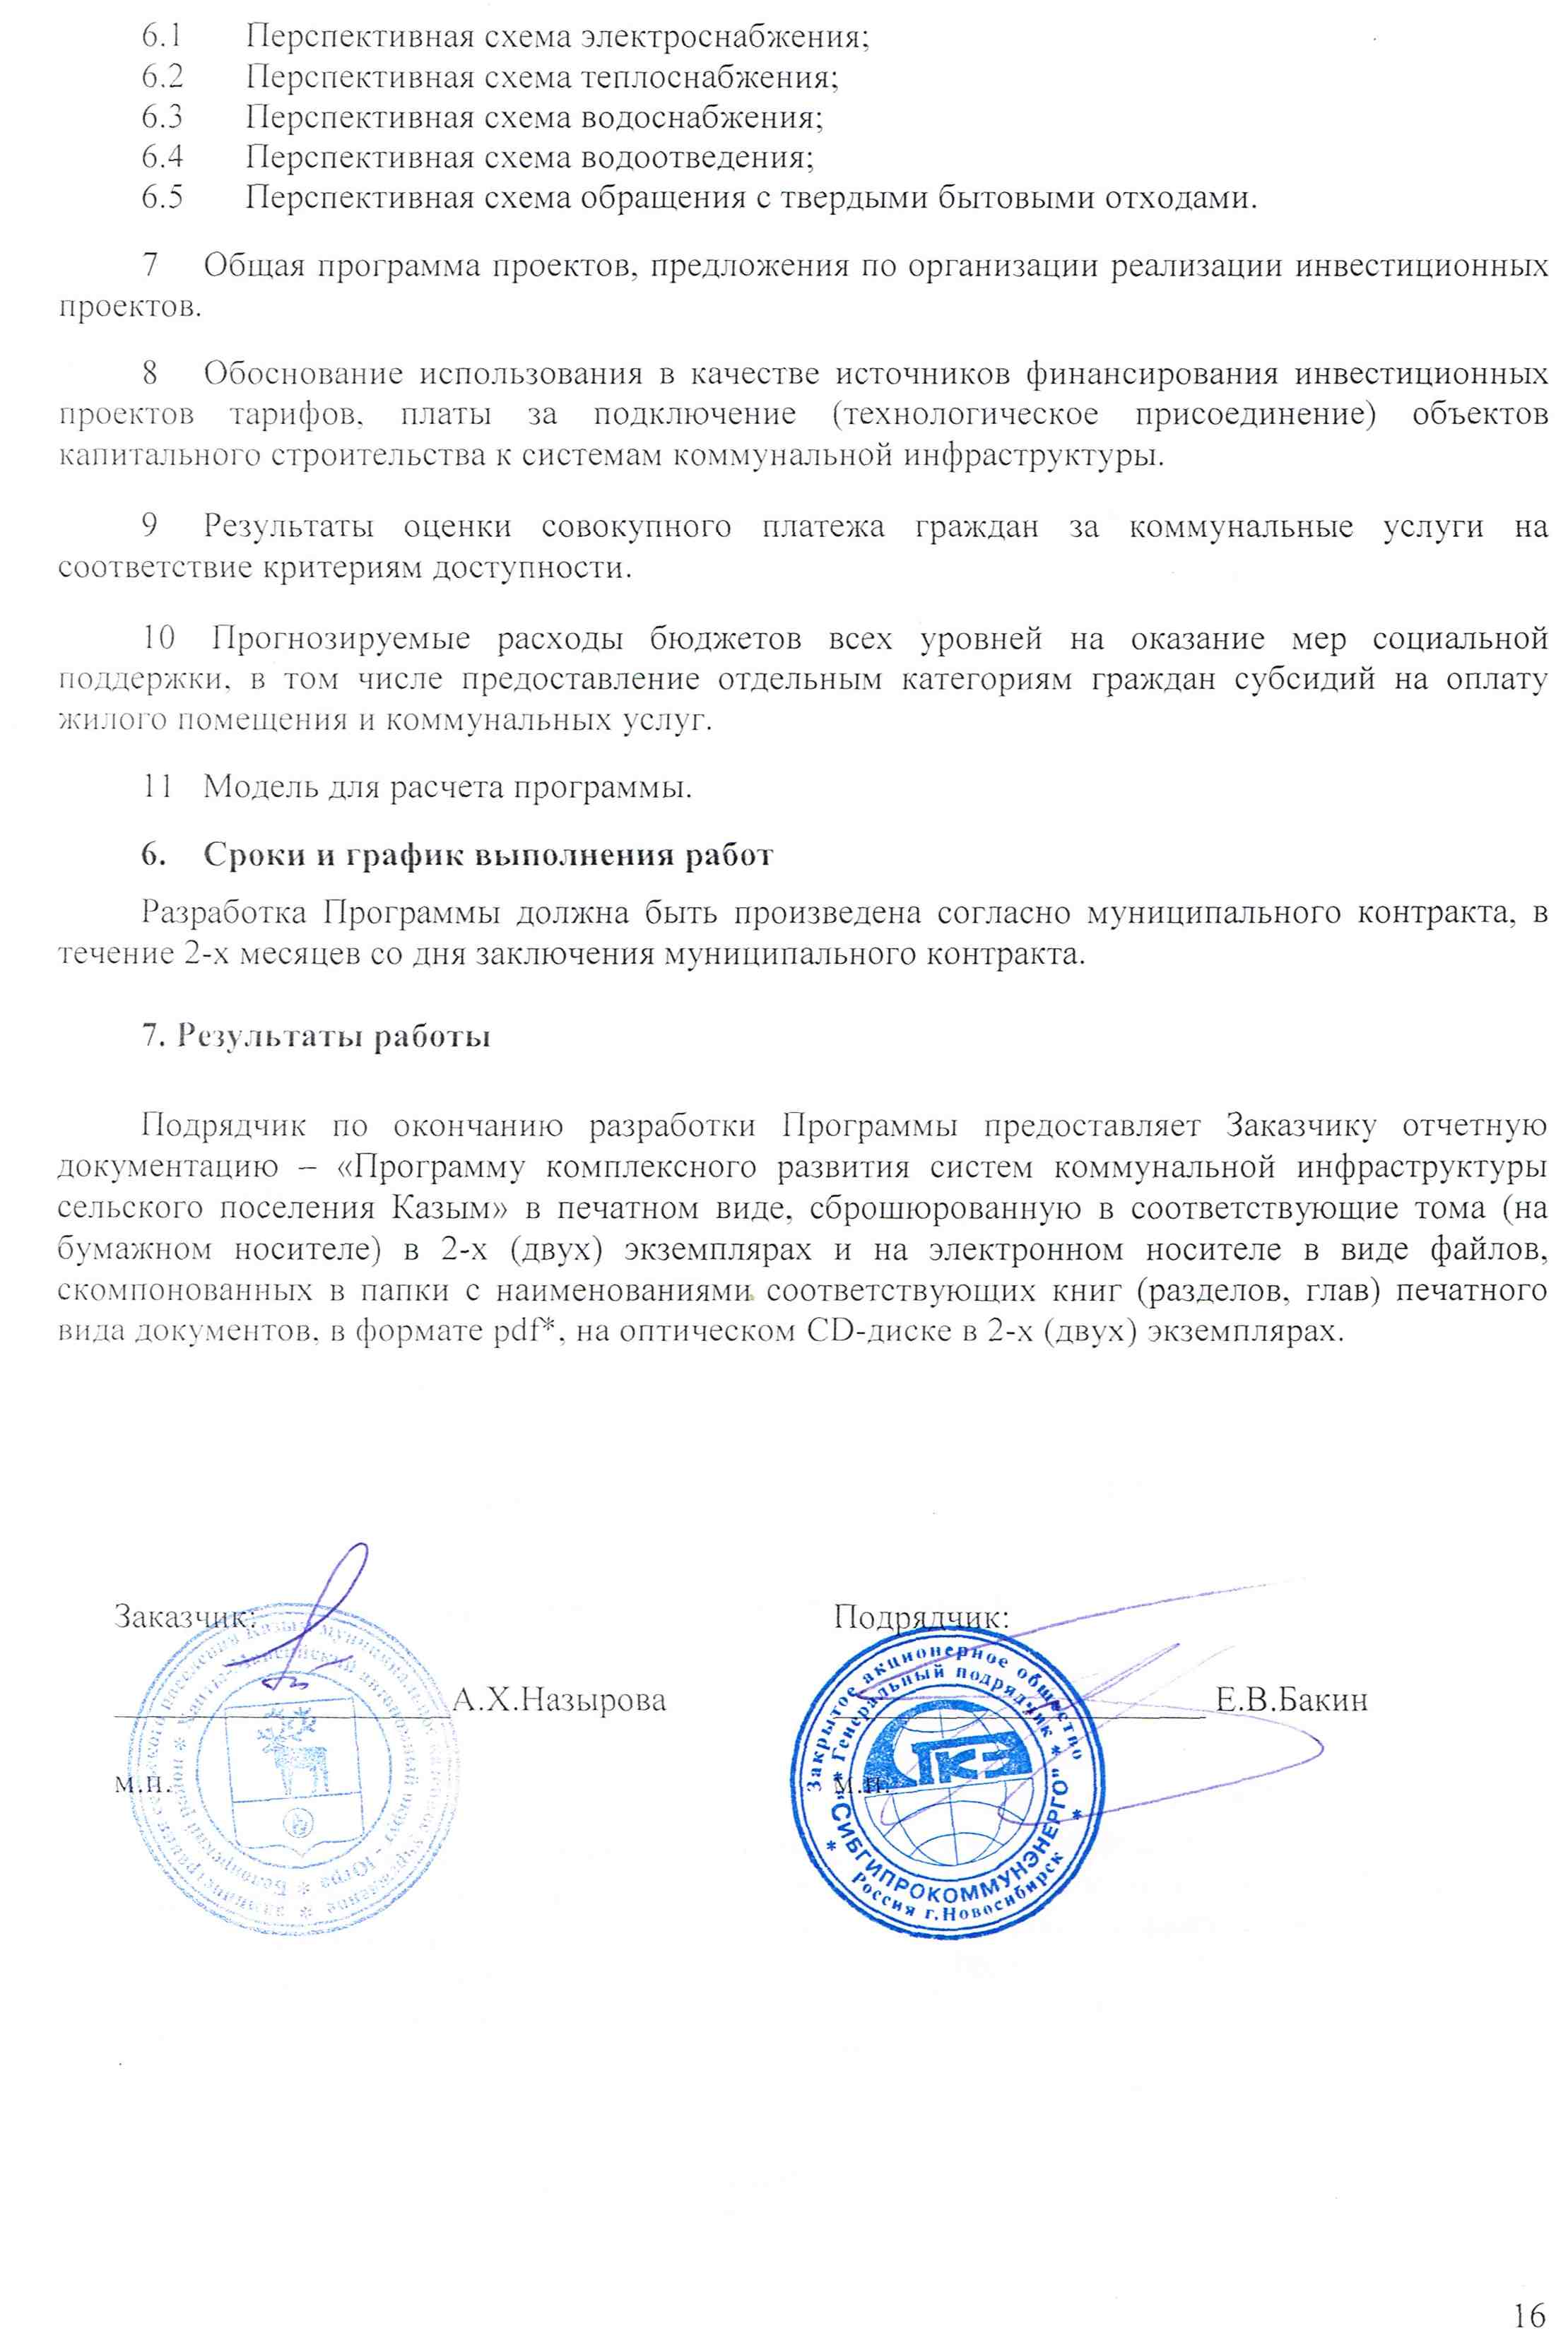 6.1 Перспективная схема электроснабжения;
6.2 Перспективная схема теплоснабжения;
6.3 Перспективная схема водоснабжения;
6.4 Перспективная схема водоотведения;
6.5 Перспективная схема обращения с твердыми бытовыми отходами.
7 Общая программа проектов, предложения по организации реализации инвестиционных
проектов.
8 Обоснование использования в качестве источников финансирования инвестиционных
проектов тарифов, платы за подключение (технологическое присоединение) объектов
капитального строительства к системам коммунальной инфраструктуры.
9 Результаты оценки совокупного платежа граждан за коммунальные услуги на
соответствие критериям доступности.
10 Прогнозируемые расходы бюджетов всех уровней на оказание мер социальной
поддержки, в том числе предоставление отдельным категориям граждан субсидий на оплату
жилого помещения и коммунальных услуг.
11 Модель для расчета программы.
6. Сроки и график выполнения работ
Разработка Программы должна быть произведена согласно муниципального контракта, в
течение 2-х месяцев со дня заключения муниципального контракта.
7. Результаты работы
Подрядчик по окончанию разработки Программы предоставляет Заказчику отчетную
документацию – «Программу комплексного развития систем коммунальной инфраструктуры
сельского поселения Казым» в печатном виде, сброшюрованную в соответствующие тома (на
бумажном носителе) в 2-х (двух) экземплярах и на электронном носителе в виде файлов,
скомпонованных в папки с наименованиями соответствующих книг (разделов, глав) печатного
вида документов, в формате pdf*, на оптическом CD-диске в 2-х (двух) экземплярах.
Заказчик: Подрядчик:
А.Х.Назырова Е.В.Бакин
м.п. м.п.
Закрытое акционерное общество
* Генеральный подрядчик *
"СИБГИПРОКОММУНЭНЕРГО"
* Россия г.Новосибирск *
ГКЭ
16